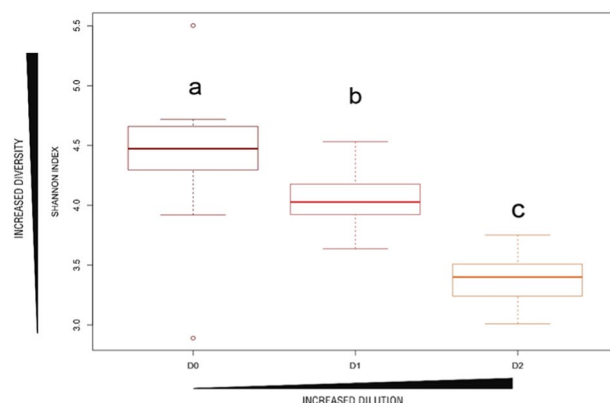 5.5
5.0
4.5
4.0
3.5
3.0
INCREASED DIVERSITY
SHANNON INDEX
a
b
c
D0
D1
D2
INCREASED DILUTION